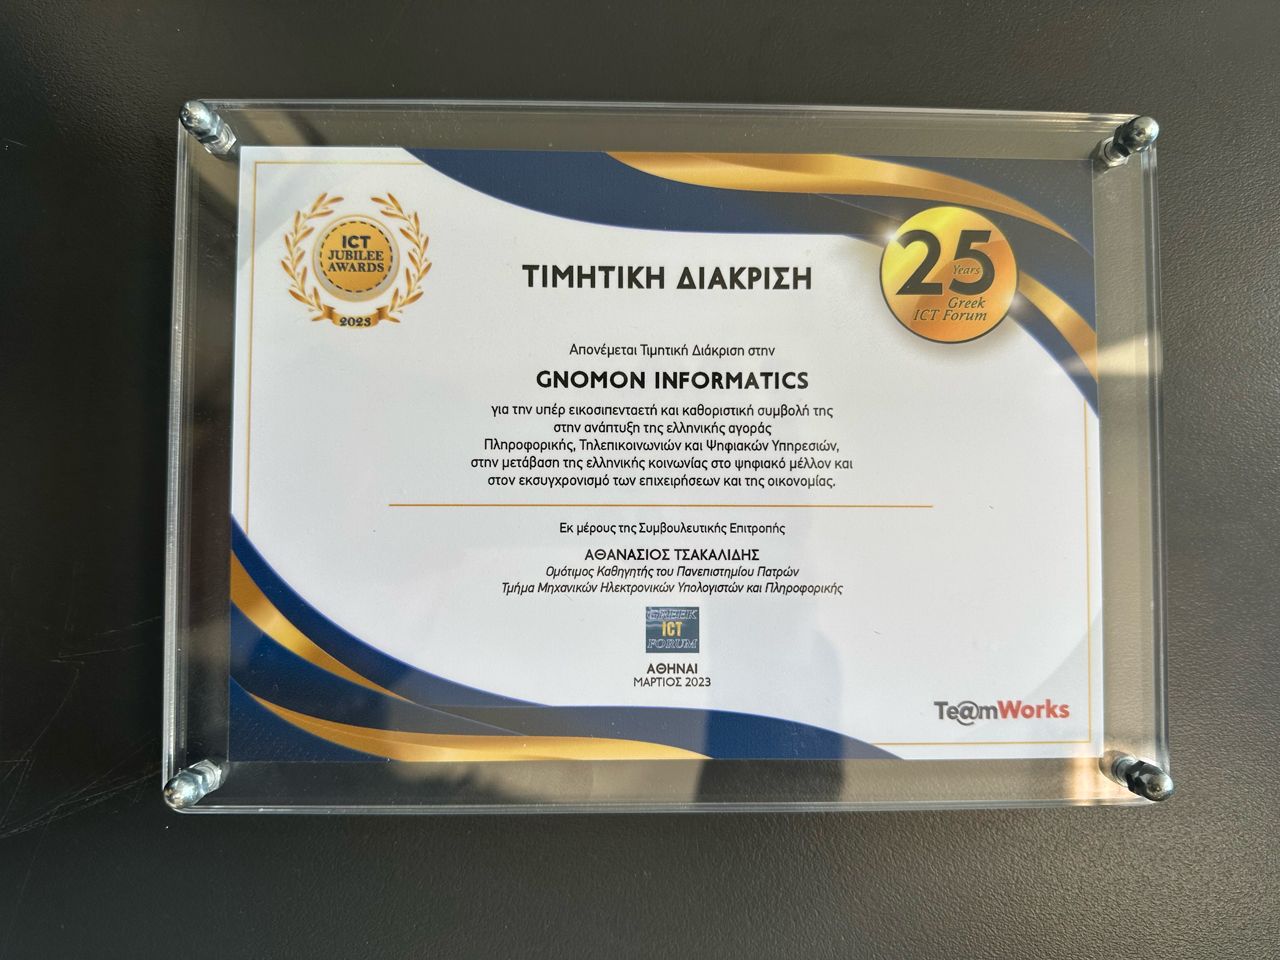 ICT
JUBILEE
AWARDS
2023
25
Years
Greek
ICT Forum
ΤΙΜΗΤΙΚΗ ΔΙΑΚΡΙΣΗ
Απονέμεται Τιμητική Διάκριση στην
GNOMON INFORMATICS
για την υπέρ εικοσιπενταετή και καθοριστική συμβολή της
στην ανάπτυξη της ελληνικής αγοράς
Πληροφορικής, Τηλεπικοινωνιών και Ψηφιακών Υπηρεσιών,
στην μετάβαση της ελληνικής κοινωνίας στο ψηφιακό μέλλον και
στον εκσυγχρονισμό των επιχειρήσεων και της οικονομίας.
Εκ μέρους της Συμβουλευτικής Επιτροπής
ΑΘΑΝΑΣΙΟΣ ΤΣΑΚΑΛΙΔΗΣ
Ομότιμος Καθηγητής του Πανεπιστημίου Πατρών
Τμήμα Μηχανικών Ηλεκτρονικών Υπολογιστών και Πληροφορικής
GREEK
ICT
FORUM
ΑΘΗΝΑΙ
ΜΑΡΤΙΟΣ 2023
Te@mWorks